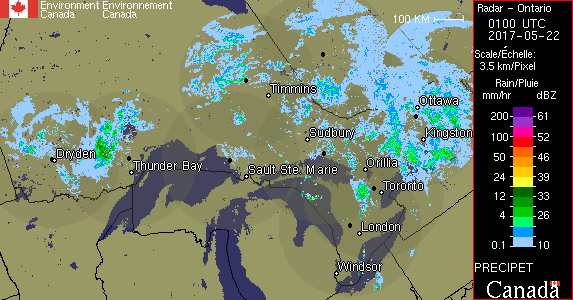 Environment Environnement
Canada Canada
100 KM
Timmins
Ottawa
Sudbury
Kingston
Dryden
Thunder Bay
Sault Ste. Marie
Orillia
Toronto
London
Windsor
Radar - Ontario
0100 UTC
2017-05-22
Scale/Échelle:
3.5 km/Pixel
Rain/Pluie
mm/hr dBZ
200 61
100 52
50 46
24 39
12 33
4 26
0.1 10
PRECIPET
Canada